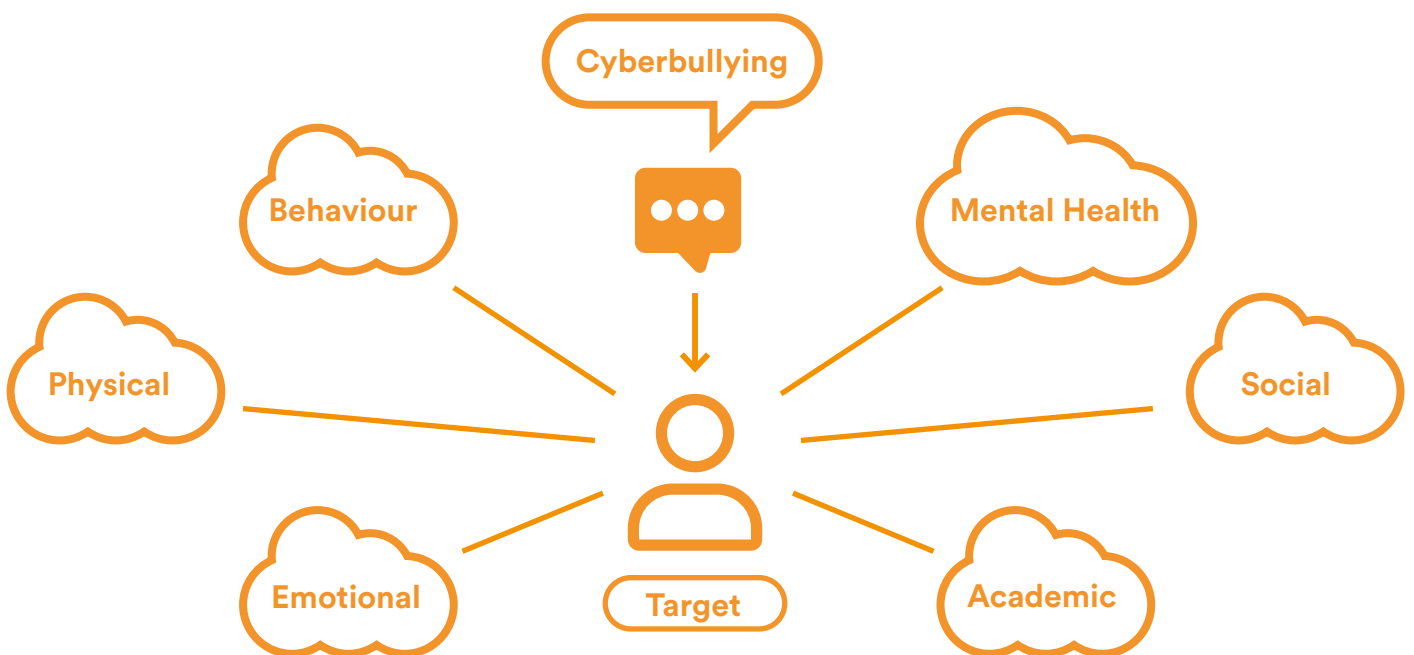 Cyberbullying
Behaviour
Mental Health
Physical
Social
Emotional
Target
Academic